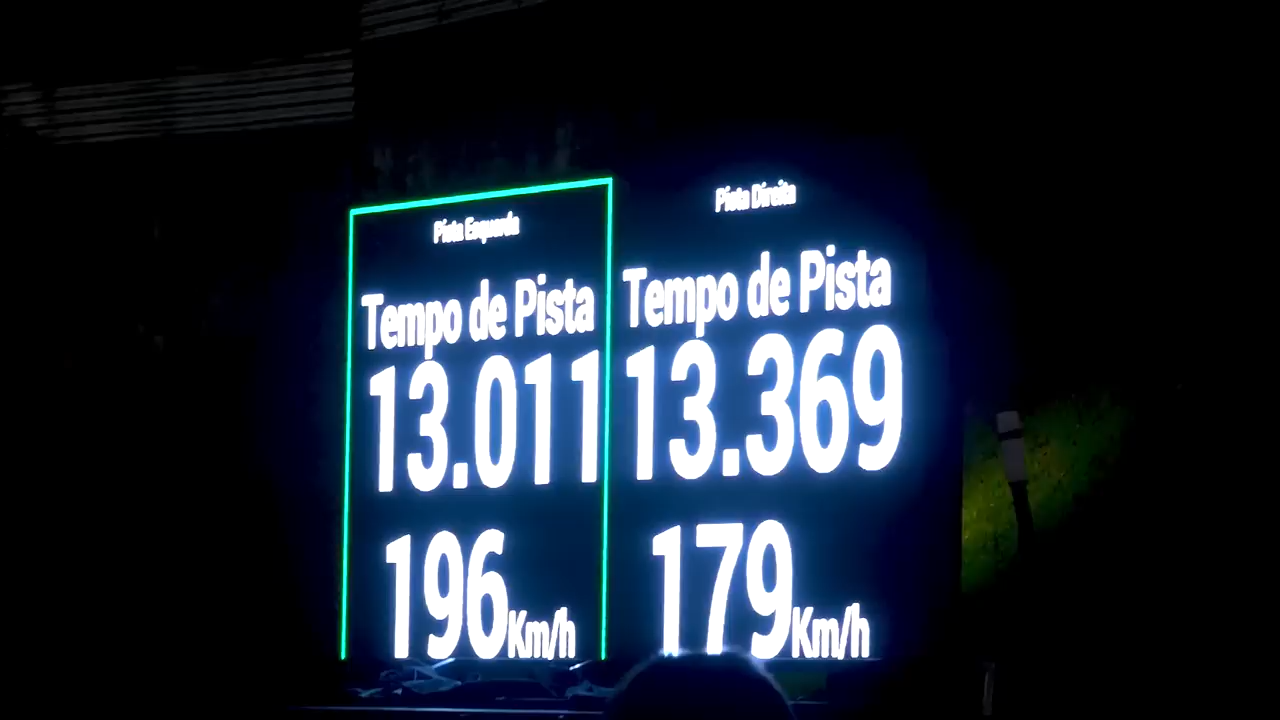 Pista Esquerda
Tempo de Pista
13.011
196Km/h
Pista Direita
Tempo de Pista
13.369
179Km/h